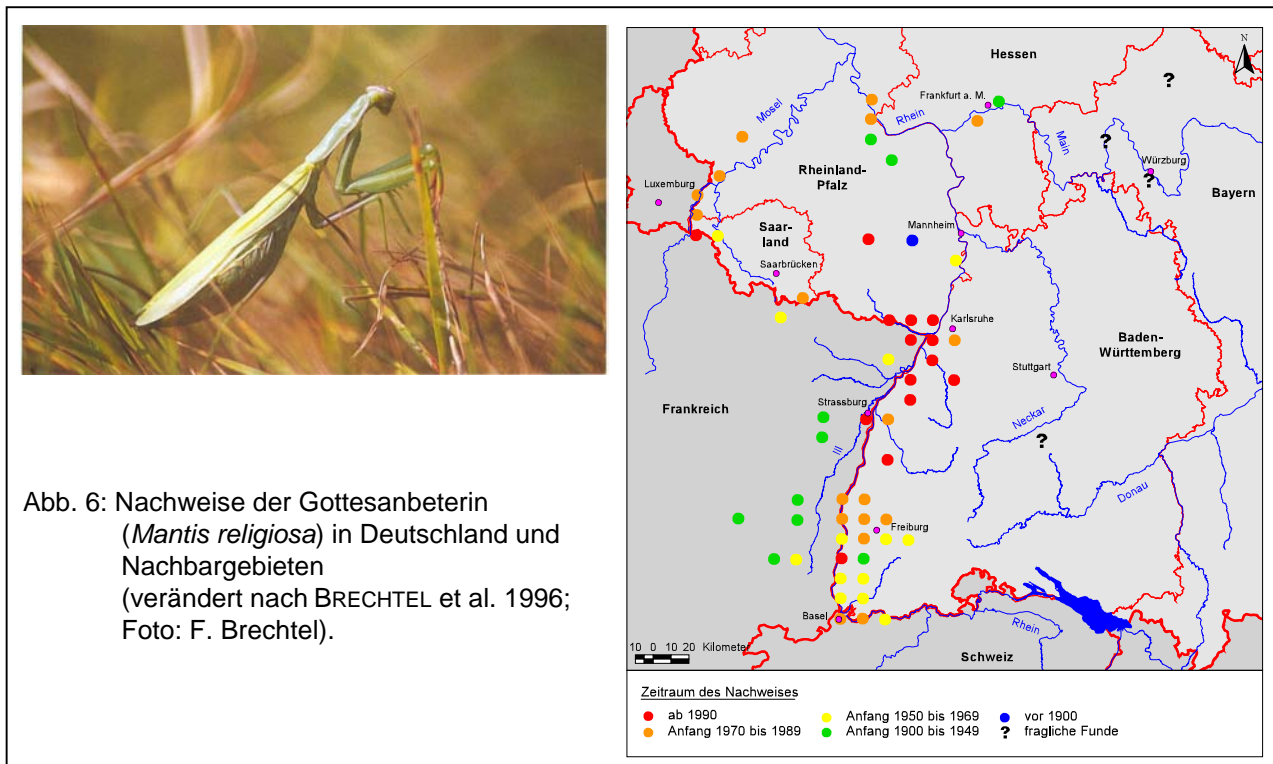 Abb. 6: Nachweise der Gottesanbeterin
(Mantis religiosa) in Deutschland und
Nachbargebieten
(verändert nach BRECHTEL et al. 1996;
Foto: F. Brechtel).
N
Hessen
Frankfurt a. M.
?
Mosel
Rhein
Main
?
Würzburg
?
Rheinland-
Pfalz
Luxemburg
Bayern
Saar-
land
Mannheim
Saarbrücken
Karlsruhe
Baden-
Württemberg
Stuttgart
Frankreich
Strassburg
Neckar
?
Ill
Donau
Freiburg
Basel
Rhein
10 0 10 20 Kilometer
Schweiz
Zeitraum des Nachweises
ab 1990
Anfang 1950 bis 1969
vor 1900
Anfang 1970 bis 1989
Anfang 1900 bis 1949
? fragliche Funde